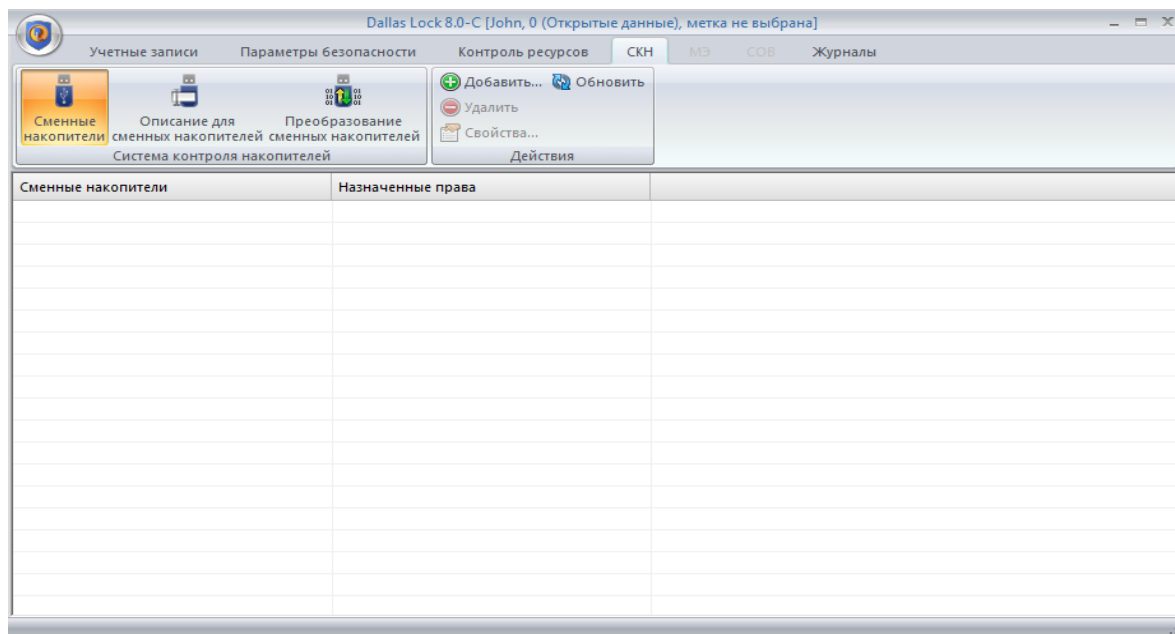 Dallas Lock 8.0-C [John, 0 (Открытые данные), метка не выбрана]
Учетные записи Параметры безопасности Контроль ресурсов СКН МЭ СОВ Журналы
Сменные накопители
Описание для сменных накопителей
Преобразование сменных накопителей
Система контроля накопителей
Добавить... Обновить
Удалить
Свойства...
Действия
Сменные накопители Назначенные права